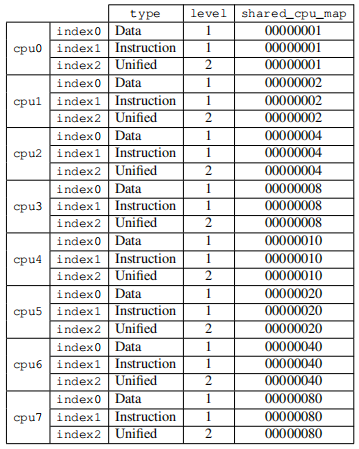 type level shared_cpu_map
cpu0 index0 Data 1 00000001
index1 Instruction 1 00000001
index2 Unified 2 00000001
cpu1 index0 Data 1 00000002
index1 Instruction 1 00000002
index2 Unified 2 00000002
cpu2 index0 Data 1 00000004
index1 Instruction 1 00000004
index2 Unified 2 00000004
cpu3 index0 Data 1 00000008
index1 Instruction 1 00000008
index2 Unified 2 00000008
cpu4 index0 Data 1 00000010
index1 Instruction 1 00000010
index2 Unified 2 00000010
cpu5 index0 Data 1 00000020
index1 Instruction 1 00000020
index2 Unified 2 00000020
cpu6 index0 Data 1 00000040
index1 Instruction 1 00000040
index2 Unified 2 00000040
cpu7 index0 Data 1 00000080
index1 Instruction 1 00000080
index2 Unified 2 00000080